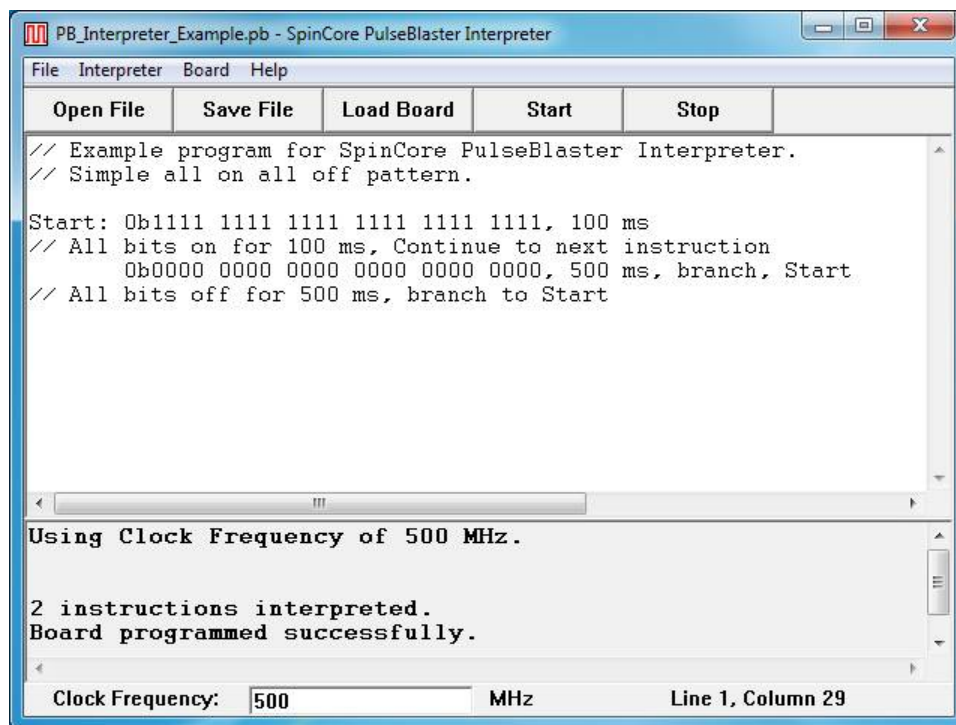 PB_Interpreter_Example.pb - SpinCore PulseBlaster Interpreter
File Interpreter Board Help
Open File Save File Load Board Start Stop
// Example program for SpinCore PulseBlaster Interpreter.
// Simple all on all off pattern.
Start: 0b1111 1111 1111 1111 1111 1111, 100 ms
// All bits on for 100 ms, Continue to next instruction
0b0000 0000 0000 0000 0000 0000, 500 ms, branch, Start
// All bits off for 500 ms, branch to Start
Using Clock Frequency of 500 MHz.
2 instructions interpreted.
Board programmed successfully.
Clock Frequency: 500 MHz Line 1, Column 29